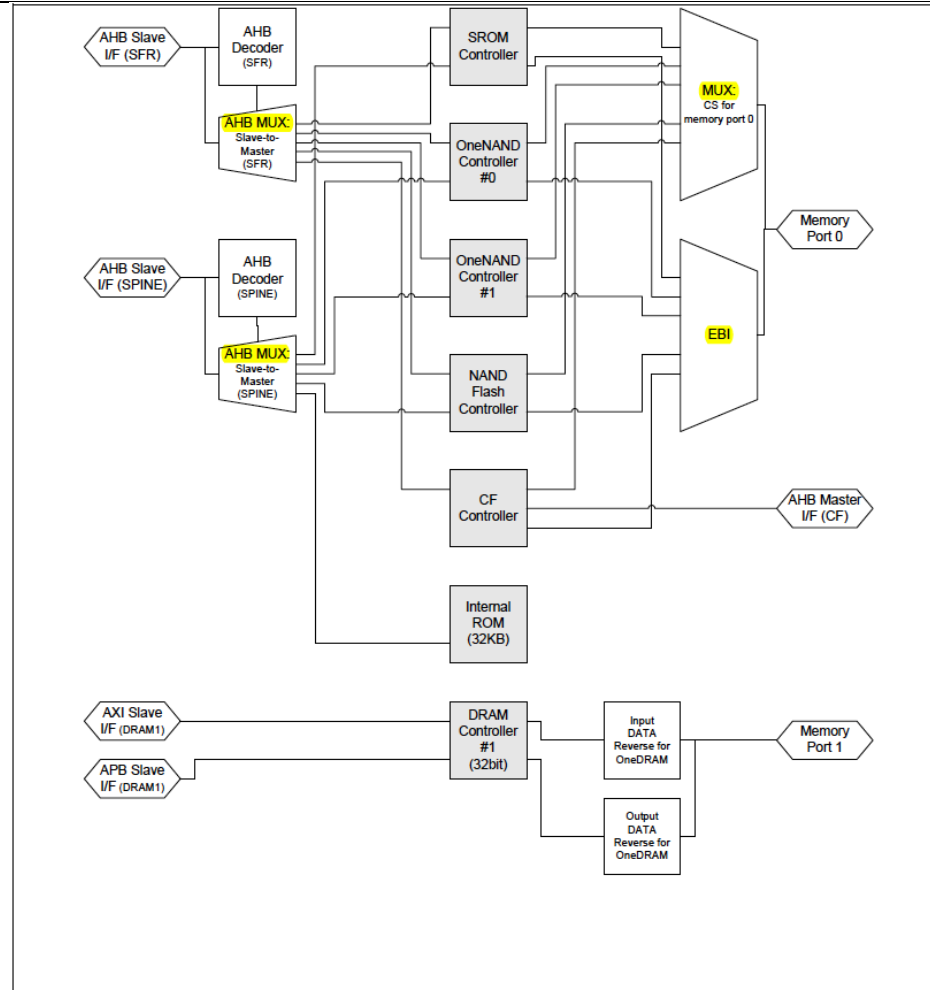 AHB Slave
I/F (SFR)
AHB
Decoder
(SFR)
AHB MUX:
Slave-to-
Master
(SFR)
SROM
Controller
MUX:
CS for
memory port 0
OneNAND
Controller
#0
Memory
Port 0
AHB Slave
I/F (SPINE)
AHB
Decoder
(SPINE)
OneNAND
Controller
#1
EBI
AHB MUX:
Slave-to-
Master
(SPINE)
NAND
Flash
Controller
CF
Controller
AHB Master
I/F (CF)
Internal
ROM
(32KB)
AXI Slave
I/F (DRAM1)
APB Slave
I/F (DRAM1)
DRAM
Controller
#1
(32bit)
Input
DATA
Reverse for
OneDRAM
Memory
Port 1
Output
DATA
Reverse for
OneDRAM